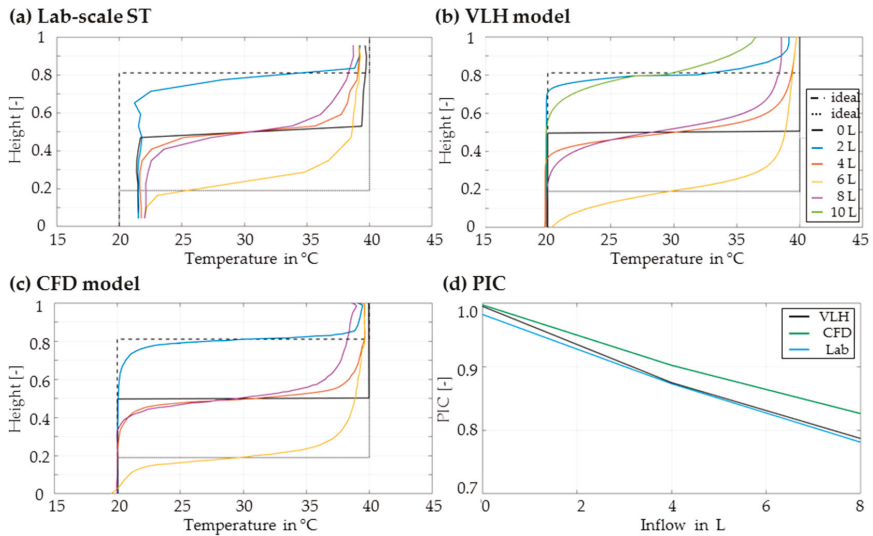 (a) Lab-scale ST
1
0.8
0.6
0.4
0.2
0
Height [-]
15 20 25 30 35 40 45
Temperature in °C
(b) VLH model
1
0.8
0.6
0.4
0.2
0
Height [-]
15 20 25 30 35 40 45
Temperature in °C
ideal
ideal
0 L
2 L
4 L
6 L
8 L
10 L
(c) CFD model
1
0.8
0.6
0.4
0.2
0
Height [-]
15 20 25 30 35 40 45
Temperature in °C
(d) PIC
1.0
0.9
0.8
0.7
PIC [-]
0 2 4 6 8
Inflow in L
VLH
CFD
Lab